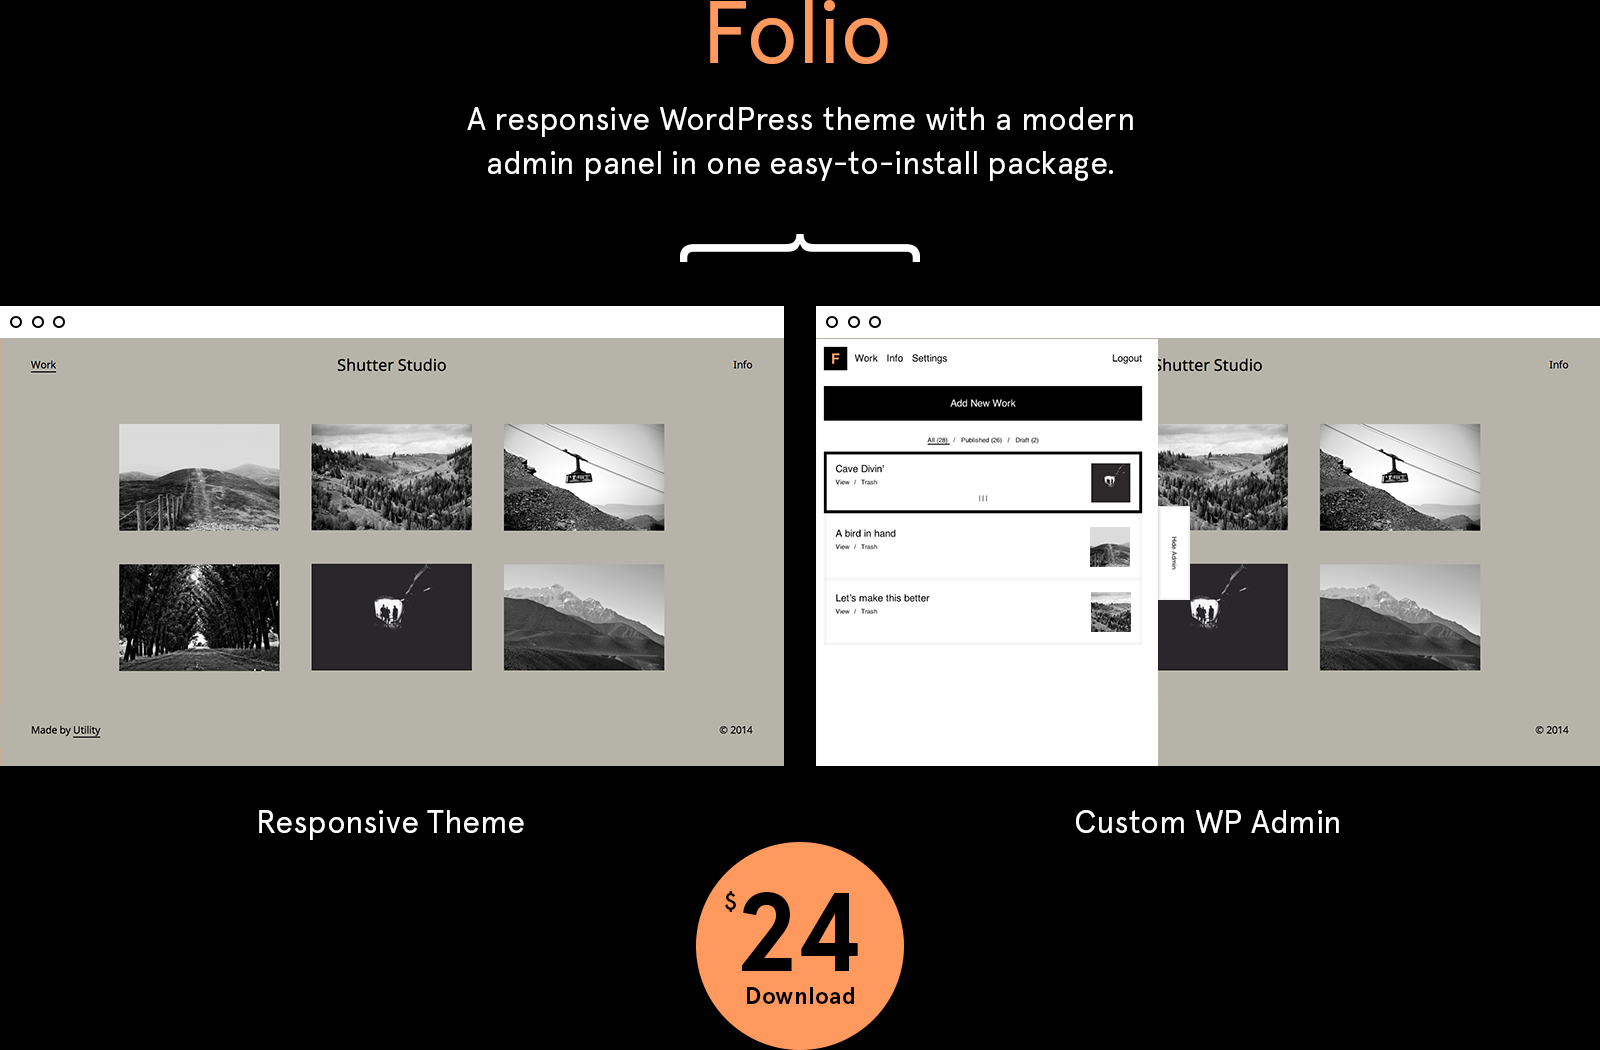 Folio
A responsive WordPress theme with a modern
admin panel in one easy-to-install package.
Work
Shutter Studio
Info
Made by Utility
© 2014
F
Work Info Settings
Logout
Add New Work
All (28) / Published (26) / Draft (2)
Cave Divin'
View / Trash
A bird in hand
View / Trash
Let's make this better
View / Trash
Hide Admin
Shutter Studio
Info
© 2014
Responsive Theme
Custom WP Admin
$24
Download